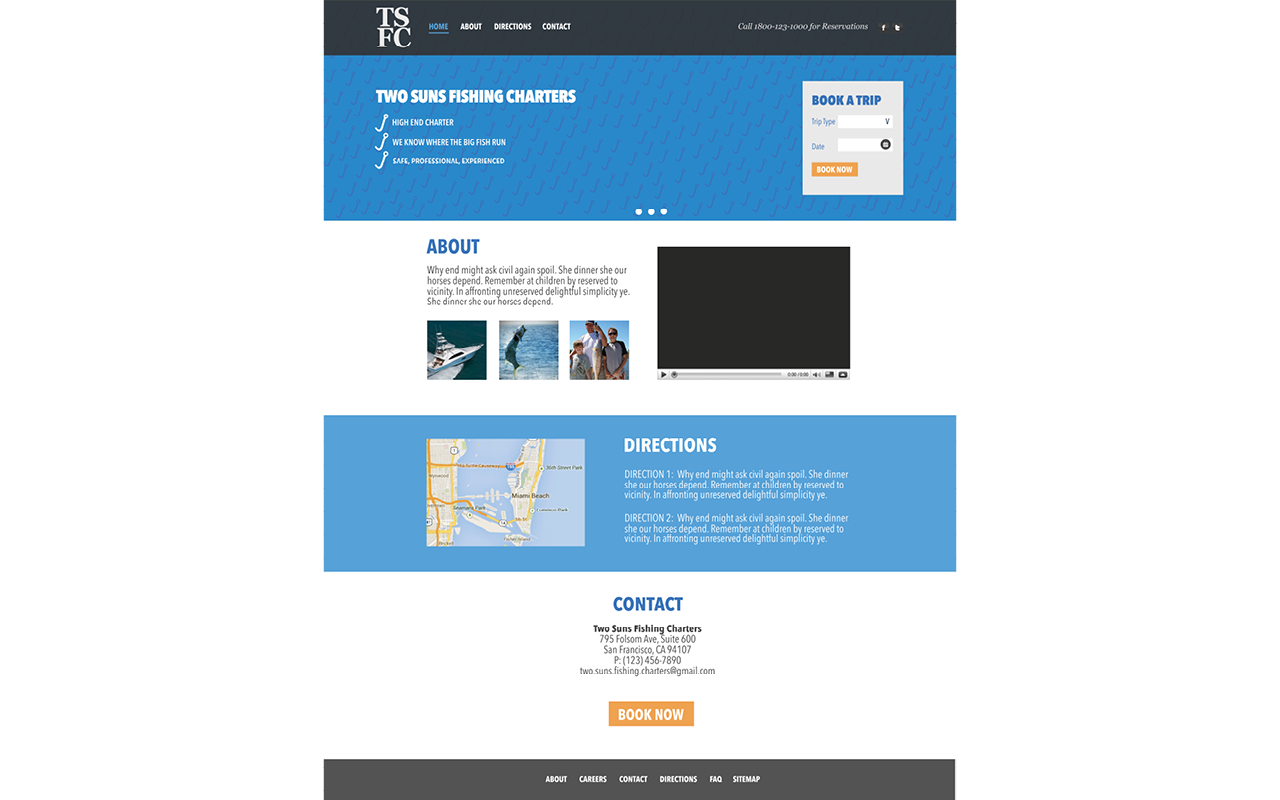 TS
FC
HOME ABOUT DIRECTIONS CONTACT
Call 1800-123-1000 for Reservations
TWO SUNS FISHING CHARTERS
HIGH END CHARTER
WE KNOW WHERE THE BIG FISH RUN
SAFE, PROFESSIONAL, EXPERIENCED
BOOK A TRIP
Trip Type V
Date
BOOK NOW
ABOUT
Why end might ask civil again spoil. She dinner she our
horses depend. Remember at children by reserved to
vicinity. In affronting unreserved delightful simplicity ye.
She dinner she our horses depend.
0:00 / 0:00
36th Street Park
Miami Beach
DIRECTIONS
DIRECTION 1: Why end might ask civil again spoil. She dinner
she our horses depend. Remember at children by reserved to
vicinity. In affronting unreserved delightful simplicity ye.
DIRECTION 2: Why end might ask civil again spoil. She dinner
she our horses depend. Remember at children by reserved to
vicinity. In affronting unreserved delightful simplicity ye.
CONTACT
Two Suns Fishing Charters
795 Folsom Ave, Suite 600
San Francisco, CA 94107
P: (123) 456-7890
two.suns.fishing.charters@gmail.com
BOOK NOW
ABOUT CAREERS CONTACT DIRECTIONS FAQ SITEMAP